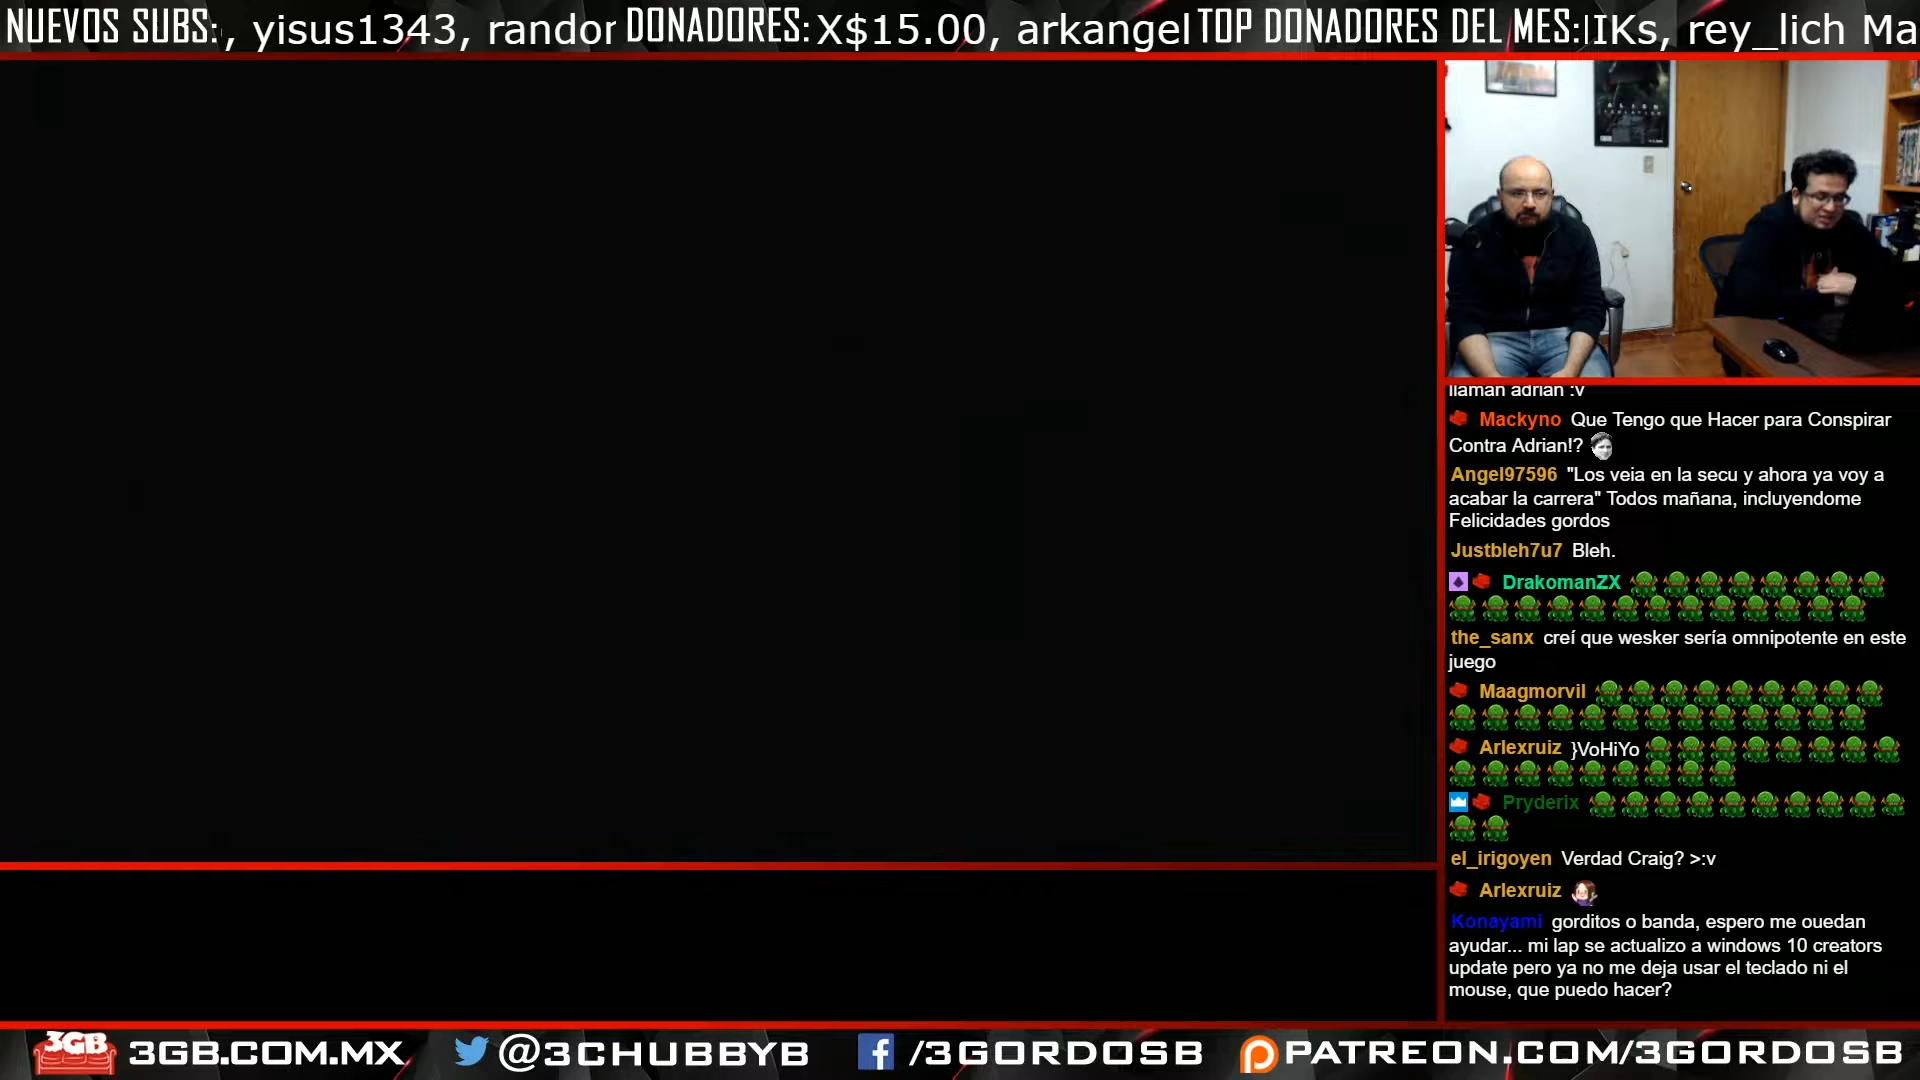 NUEVOS SUBS:, yisus1343, random DONADORES: X$15.00, arkangel TOP DONADORES DEL MES: IKs, rey_lich Ma
ALIEN
llaman adrian :v
Mackyno Que Tengo que Hacer para Conspirar
Contra Adrian!?
Angel97596 "Los veia en la secu y ahora ya voy a
acabar la carrera" Todos mañana, incluyendome
Felicidades gordos
Justbleh7u7 Bleh.
DrakomanZX
the_sanx creí que wesker sería omnipotente en este
juego
Maagmorvil
Arlexruiz }VoHiYo
Pryderix
el_irigoyen Verdad Craig? >:v
Arlexruiz
Konayami gorditos o banda, espero me ouedan
ayudar... mi lap se actualizo a windows 10 creators
update pero ya no me deja usar el teclado ni el
mouse, que puedo hacer?
3GB 3GB.COM.MX @3CHUBBYB /3GORDOSB PATREON.COM/3GORDOSB